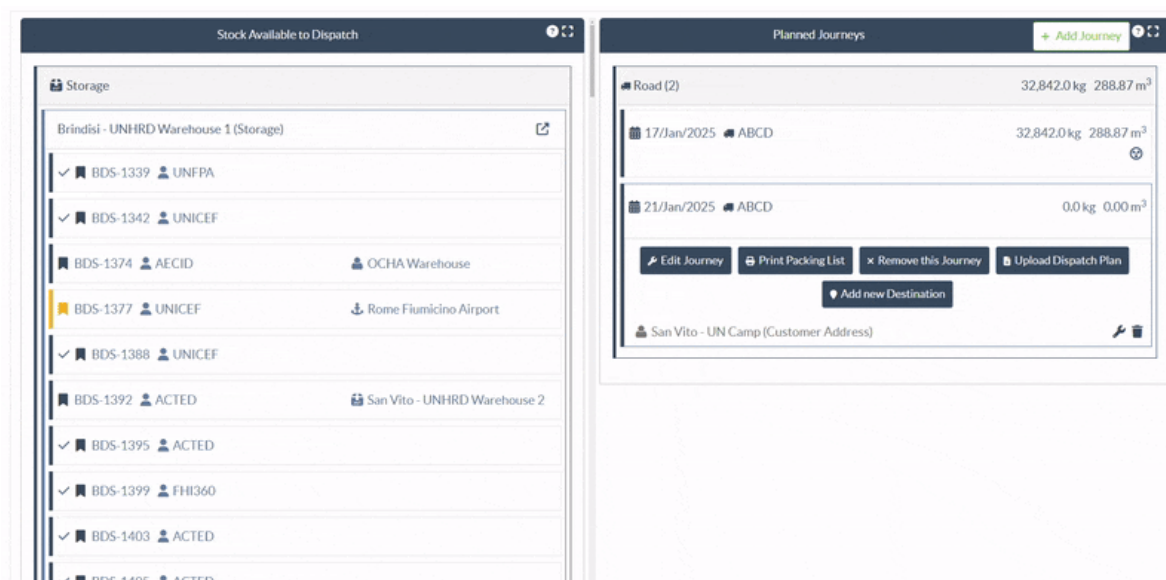 Stock Available to Dispatch
Storage
Brindisi - UNHRD Warehouse 1 (Storage)
BDS-1339 UNFPA
BDS-1342 UNICEF
BDS-1374 AECID OCHA Warehouse
BDS-1377 UNICEF Rome Fiumicino Airport
BDS-1388 UNICEF
BDS-1392 ACTED San Vito - UNHRD Warehouse 2
BDS-1395 ACTED
BDS-1399 FHI360
BDS-1403 ACTED
Planned Journeys
+ Add Journey
Road (2) 32,842.0 kg 288.87 m³
17/Jan/2025 ABCD 32,842.0 kg 288.87 m³
21/Jan/2025 ABCD 0.0 kg 0.00 m³
Edit Journey
Print Packing List
× Remove this Journey
Upload Dispatch Plan
Add new Destination
San Vito - UN Camp (Customer Address)